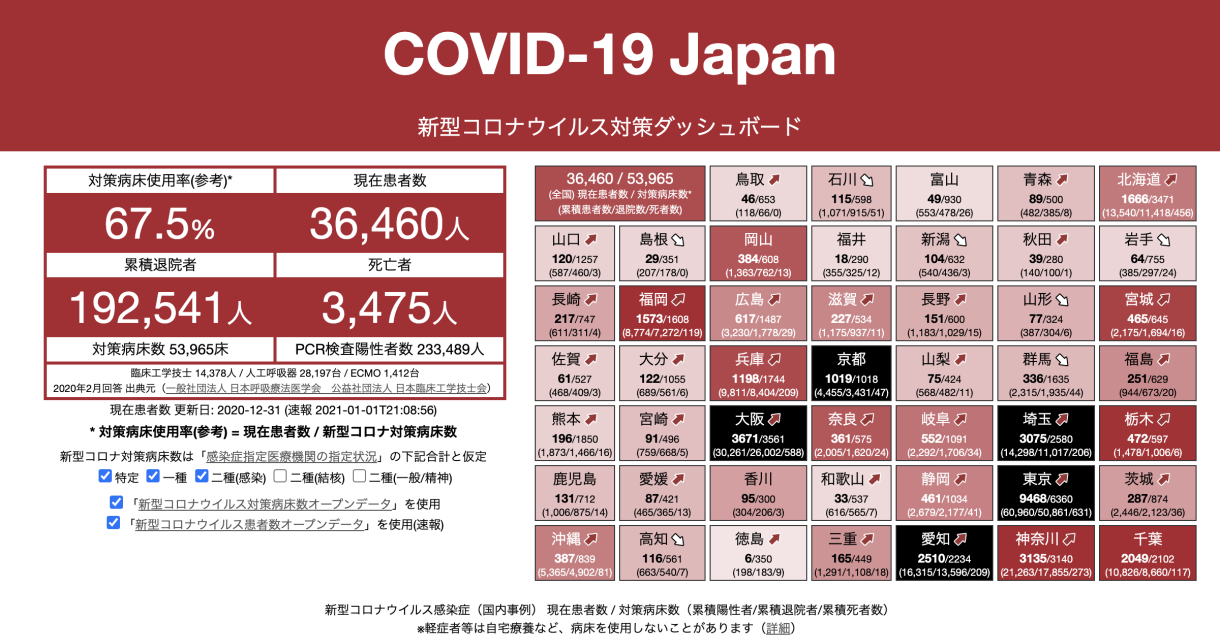 COVID-19 Japan
新型コロナウイルス対策ダッシュボード
対策病床使用率(参考)*
現在患者数
67.5%
36,460人
累積退院者
死亡者
192,541人
3,475人
対策病床数 53,965床
PCR検査陽性者数 233,489人
臨床工学技士 14,378人 / 人工呼吸器 28,197台 / ECMO 1,412台
2020年2月回答 出典元（一般社団法人 日本呼吸療法医学会　公益社団法人 日本臨床工学技士会）
現在患者数 更新日: 2020-12-31 (速報 2021-01-01T21:08:56)
* 対策病床使用率(参考) = 現在患者数 / 新型コロナ対策病床数
新型コロナ対策病床数は「感染症指定医療機関の指定状況」の下記合計と仮定
特定 一種 二種(感染) 二種(結核) 二種(一般/精神)
「新型コロナウイルス対策病床数オープンデータ」を使用
「新型コロナウイルス患者数オープンデータ」を使用(速報)
36,460 / 53,965
(全国) 現在患者数 / 対策病床数*
(累積患者数/退院数/死者数)
鳥取
46/653
(118/66/0)
石川
115/598
(1,071/915/51)
富山
49/930
(553/478/26)
青森
89/500
(482/385/8)
北海道
1666/3471
(13,540/11,418/456)
山口
120/1257
(587/460/3)
島根
29/351
(207/178/0)
岡山
384/608
(1,363/762/13)
福井
18/290
(355/325/12)
新潟
104/632
(540/436/3)
秋田
39/280
(140/100/1)
岩手
64/755
(385/297/24)
長崎
217/747
(611/311/4)
福岡
1573/1608
(8,774/7,272/119)
広島
617/1487
(3,230/1,778/29)
滋賀
227/534
(1,175/937/11)
長野
151/600
(1,183/1,029/15)
山形
77/324
(387/304/6)
宮城
465/645
(2,175/1,694/16)
佐賀
61/527
(468/409/3)
大分
122/1055
(689/561/6)
兵庫
1198/1744
(9,811/8,404/209)
京都
1019/1018
(4,455/3,431/47)
山梨
75/424
(568/482/11)
群馬
336/1635
(2,315/1,935/44)
福島
251/629
(944/673/20)
熊本
196/1850
(1,873/1,466/16)
宮崎
91/496
(759/668/5)
大阪
3671/3561
(30,261/26,002/588)
奈良
361/575
(2,005/1,620/24)
岐阜
552/1091
(2,292/1,706/34)
埼玉
3075/2580
(14,298/11,017/206)
栃木
472/597
(1,478/1,006/6)
鹿児島
131/712
(1,006/875/14)
愛媛
87/421
(465/365/13)
香川
95/300
(304/206/3)
和歌山
33/537
(616/565/7)
静岡
461/1034
(2,679/2,177/41)
東京
9468/6360
(60,960/50,861/631)
茨城
287/874
(2,446/2,123/36)
沖縄
387/839
(5,365/4,902/81)
高知
116/561
(663/540/7)
徳島
6/350
(198/183/9)
三重
165/449
(1,291/1,108/18)
愛知
2510/2234
(16,315/13,596/209)
神奈川
3135/3140
(21,263/17,855/273)
千葉
2049/2102
(10,826/8,660/117)
新型コロナウイルス感染症（国内事例） 現在患者数 / 対策病床数（累積陽性者/累積退院者/累積死者数）
※軽症者等は自宅療養など、病床を使用しないことがあります（詳細）